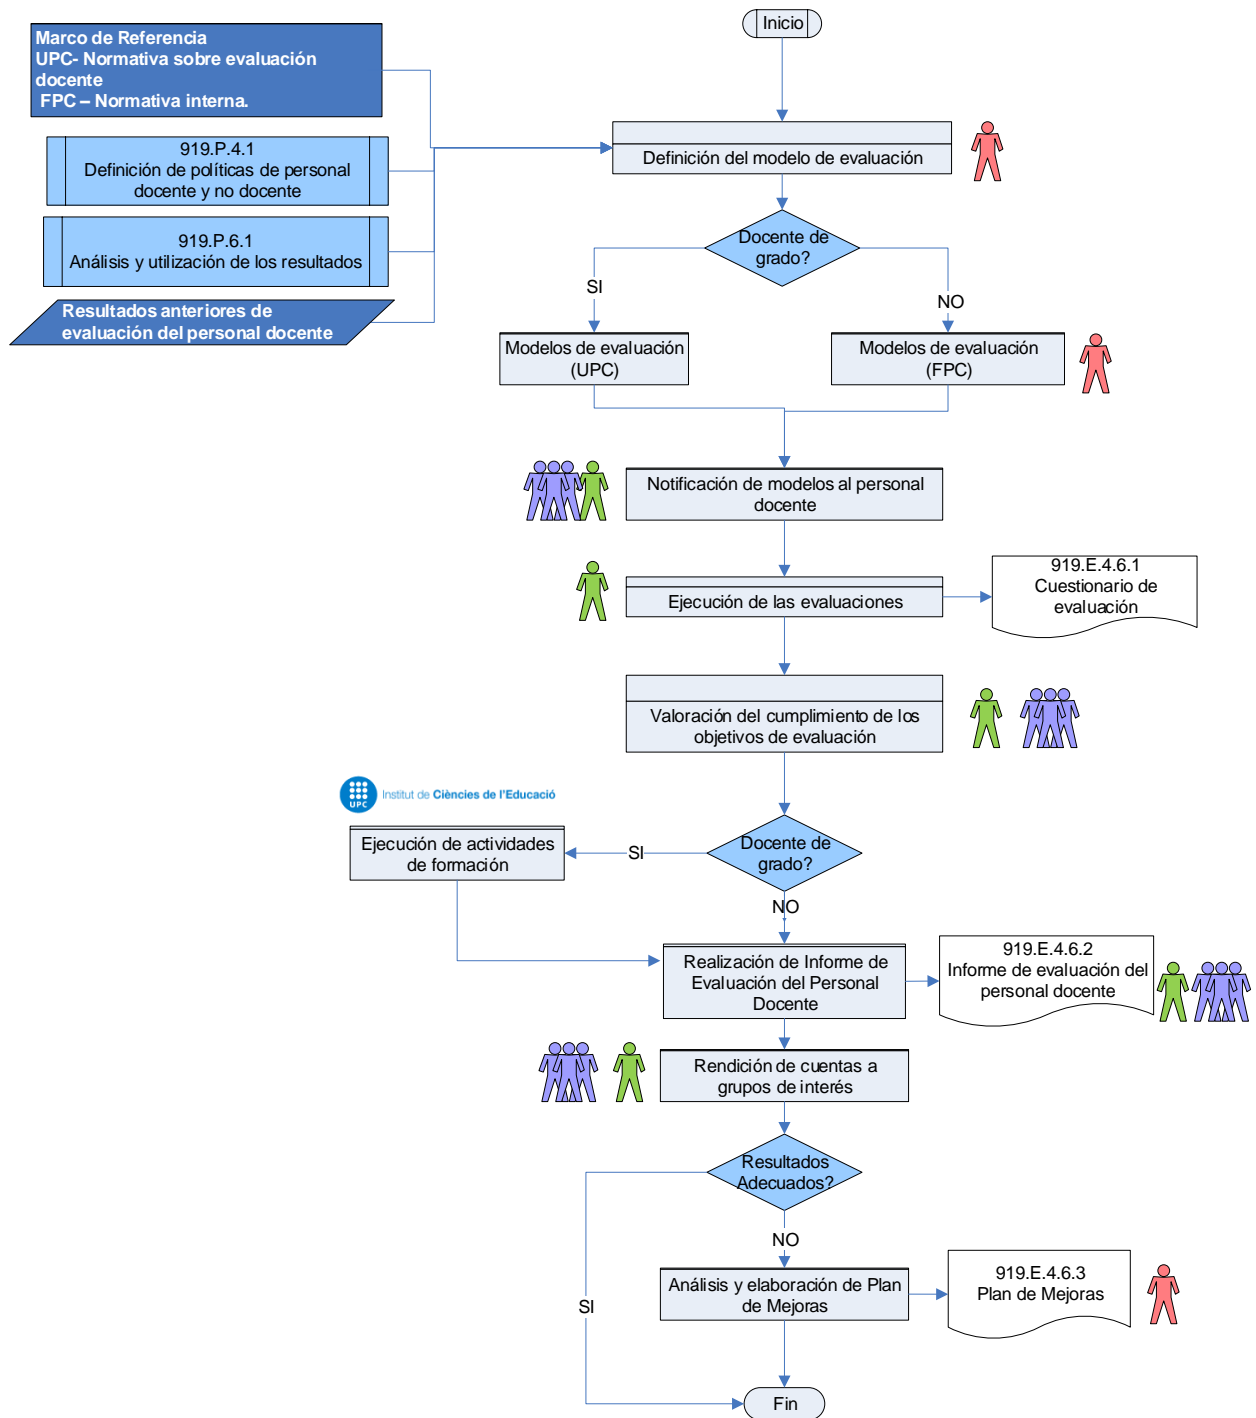 Inicio
Marco de Referencia
UPC- Normativa sobre evaluación
docente
FPC – Normativa interna.
919.P.4.1
Definición de políticas de personal
docente y no docente
Definición del modelo de evaluación
919.P.6.1
Análisis y utilización de los resultados
Docente de
grado?
SI
NO
Resultados anteriores de
evaluación del personal docente
Modelos de evaluación
(UPC)
Modelos de evaluación
(FPC)
Notificación de modelos al personal
docente
Ejecución de las evaluaciones
919.E.4.6.1
Cuestionario de
evaluación
Valoración del cumplimiento de los
objetivos de evaluación
UPC
Institut de Ciències de l'Educació
Ejecución de actividades
de formación
SI
Docente de
grado?
NO
Realización de Informe de
Evaluación del Personal
Docente
919.E.4.6.2
Informe de evaluación del
personal docente
Rendición de cuentas a
grupos de interés
Resultados
Adecuados?
NO
SI
Análisis y elaboración de Plan
de Mejoras
919.E.4.6.3
Plan de Mejoras
Fin